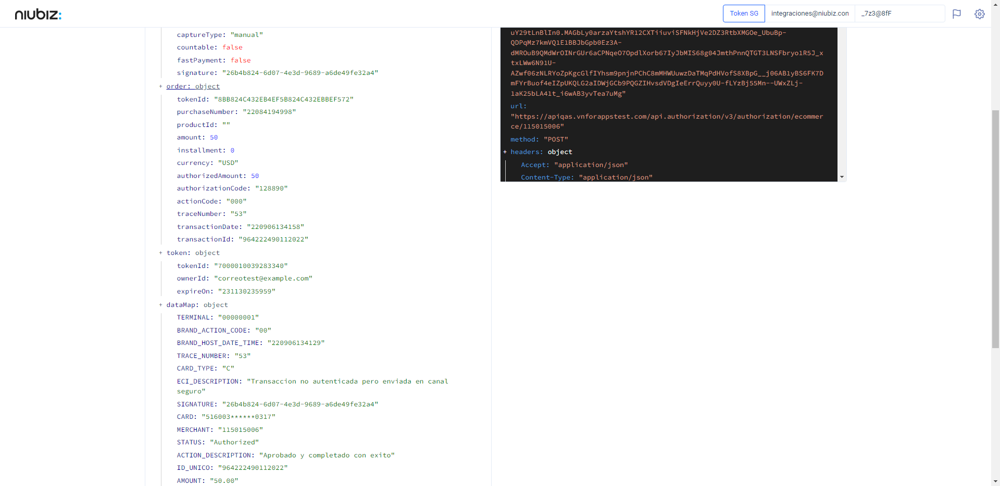 niubiz:
Token SG
integraciones@niubiz.con
_7z3@8fF
captureType: "manual"
countable: false
fastPayment: false
signature: "26b4b824-6d07-4e3d-9689-a6de49fe32a4"
+ order: object
tokenId: "8BB824C432EB4EF5B824C432EBBEF572"
purchaseNumber: "22084194998"
productId: ""
amount: 50
installment: 0
currency: "USD"
authorizedAmount: 50
authorizationCode: "128890"
actionCode: "000"
traceNumber: "53"
transactionDate: "220906134158"
transactionId: "964222490112022"
+ token: object
tokenId: "7000010039283340"
ownerId: "correotest@example.com"
expireOn: "231130235959"
+ dataMap: object
TERMINAL: "00000001"
BRAND_ACTION_CODE: "00"
BRAND_HOST_DATE_TIME: "220906134129"
TRACE_NUMBER: "53"
CARD_TYPE: "C"
ECI_DESCRIPTION: "Transaccion no autenticada pero enviada en canal
seguro"
SIGNATURE: "26b4b824-6d07-4e3d-9689-a6de49fe32a4"
CARD: "516003******0317"
MERCHANT: "115015006"
STATUS: "Authorized"
ACTION_DESCRIPTION: "Aprobado y completado con exito"
ID_UNICO: "964222490112022"
AMOUNT: "50.00"
uY29tLnBlIn0.MAGbLy0arzaYtshYR12CXTiiuviSFNkHjVe2DZ3RtbXMGOe_UbuBp-
QDPqMz7kmVQ1E1BBJbGpb0Ez3A-
dMROuB9QMdWrOINrGUr6aCPNqeO7OpdlXorb67IyJbMIS68g04JmthPnnQTGT3LNSFbryo1R5J_x
txLWw6N91U-
AZwf06zNLRYoZpKgcGlfIYhsm9pnjnPChC8mMHWUuwzDaTMqPdHVofS8XBpG__j06AB1yBS6FK7D
mFYrBuof4eIZpUKQLG2aIDWjGCb9PQGZIHvsdVDgIeErrQuyy0U-fLYzBj55Mn--UWxZLj-
1aK25bLA41t_i6wAB3yvTea7uMg"
url:
"https://apiqas.vnforappstest.com/api.authorization/v3/authorization/ecommer
ce/115015006"
method: "POST"
+ headers: object
Accept: "application/json"
Content-Type: "application/json"